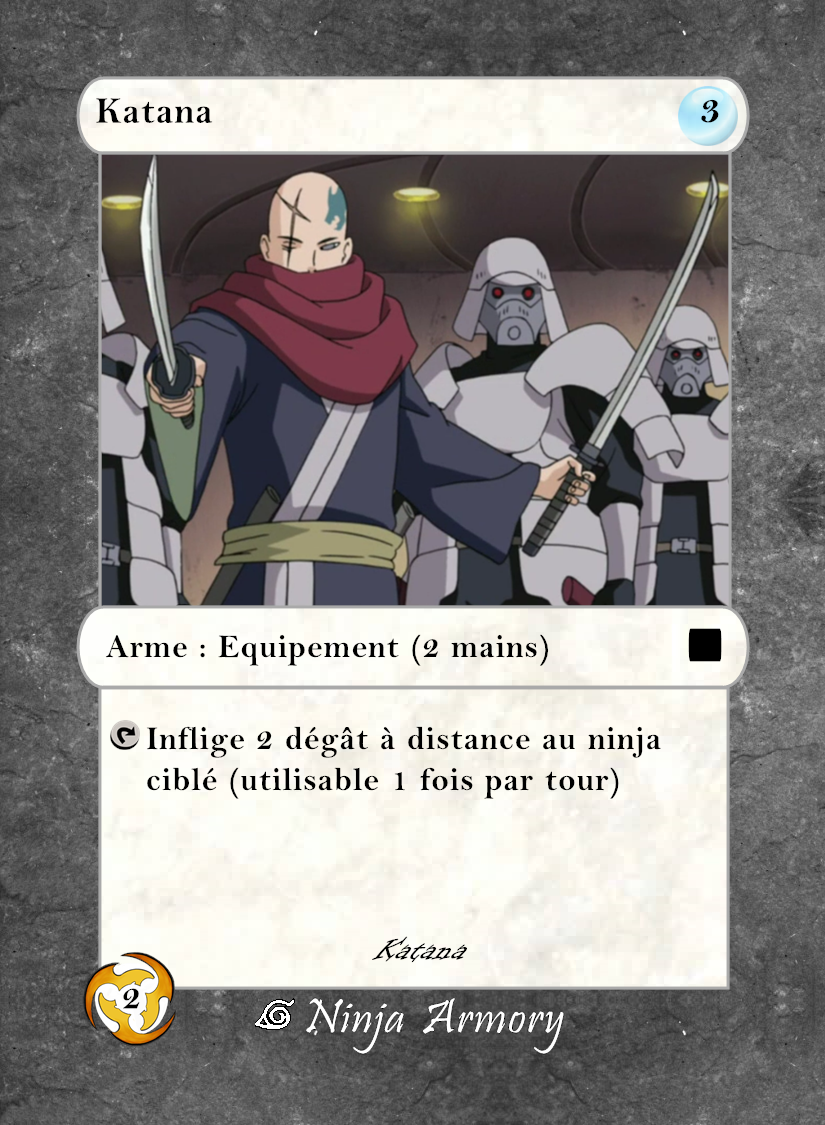 Katana
3
Arme : Equipement (2 mains)
Inflige 2 dégât à distance au ninja
ciblé (utilisable 1 fois par tour)
Katana
2
Ninja Armory